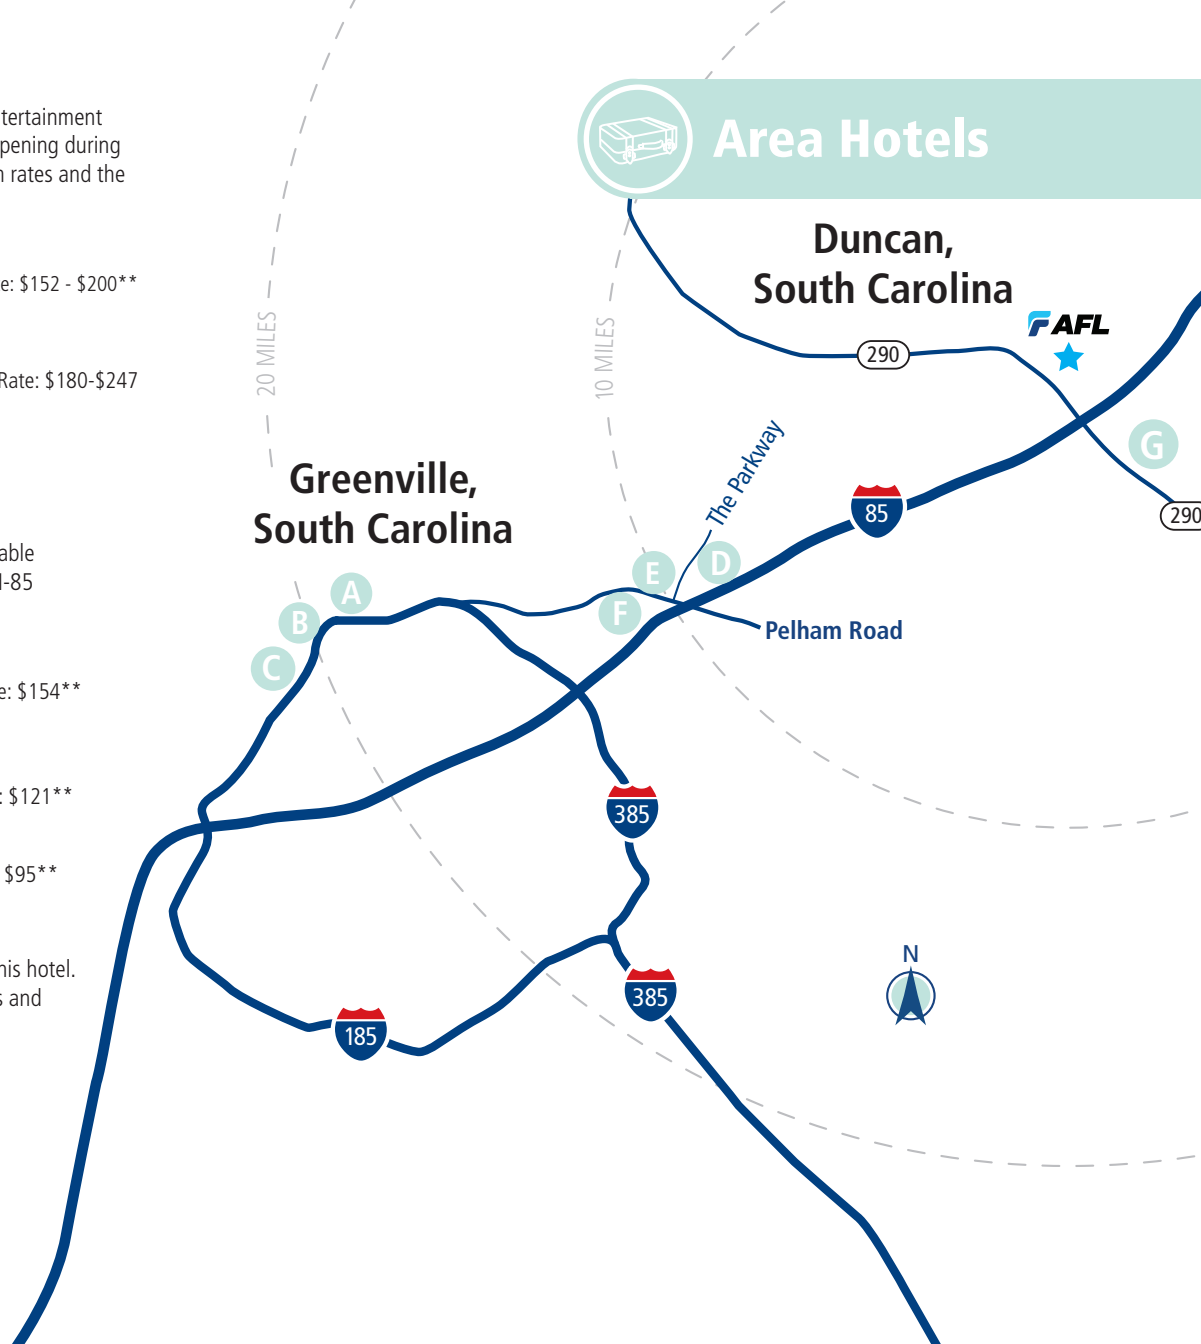 tertainment
pening during
rates and the
e: $152 - $200**
Rate: $180-$247
able
I-85
e: $154**
: $121**
$95**
his hotel.
and
Area Hotels
Duncan,
South Carolina
AFL
20 MILES
10 MILES
290
G
290
Greenville,
South Carolina
The Parkway
85
A
B
C
D
E
F
Pelham Road
385
385
185
N